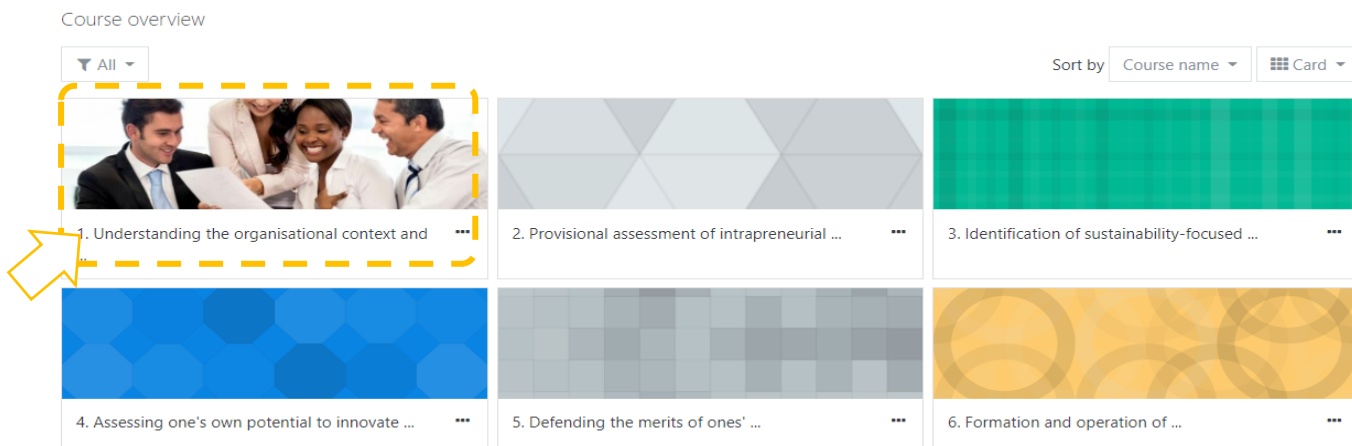 Course overview
All
Sort by Course name Card
1. Understanding the organisational context and
...
2. Provisional assessment of intrapreneurial ...
3. Identification of sustainability-focused ...
4. Assessing one's own potential to innovate ...
5. Defending the merits of ones' ...
6. Formation and operation of ...